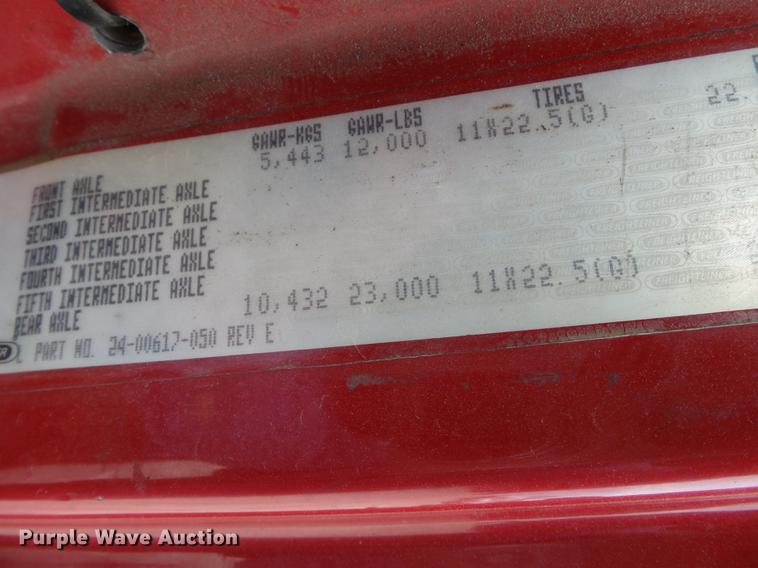 GAWR-KGS GAWR-LBS TIRES
FRONT AXLE 5,443 12,000 11X22.5(G) 22.
FIRST INTERMEDIATE AXLE
SECOND INTERMEDIATE AXLE
THIRD INTERMEDIATE AXLE
FOURTH INTERMEDIATE AXLE
FIFTH INTERMEDIATE AXLE
REAR AXLE 10,432 23,000 11X22.5(G)
PART NO. 24-00617-050 REV E
Purple Wave Auction